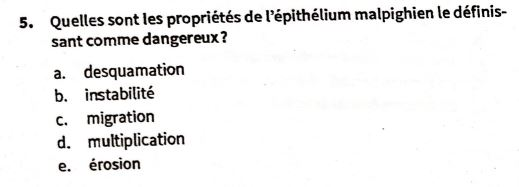 5. Quelles sont les propriétés de l'épithélium malpighien le définis-
sant comme dangereux ?
a. desquamation
b. instabilité
c. migration
d. multiplication
e. érosion